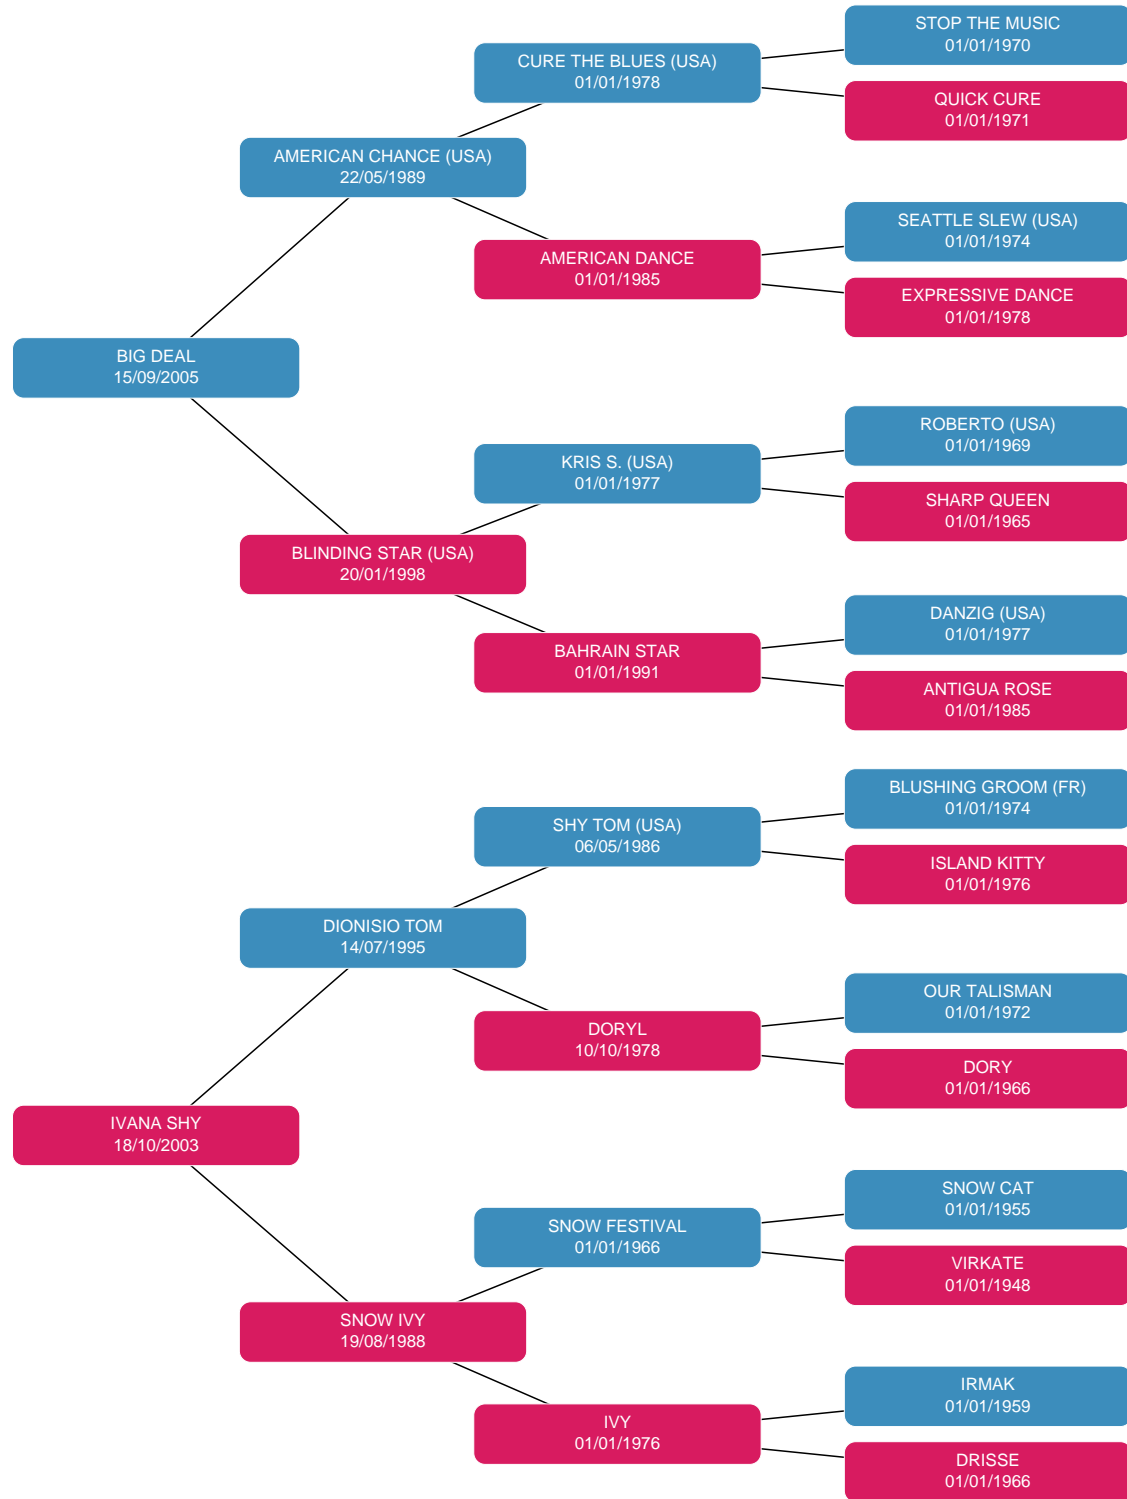 STOP THE MUSIC
01/01/1970
CURE THE BLUES (USA)
01/01/1978
QUICK CURE
01/01/1971
AMERICAN CHANCE (USA)
22/05/1989
SEATTLE SLEW (USA)
01/01/1974
AMERICAN DANCE
01/01/1985
EXPRESSIVE DANCE
01/01/1978
BIG DEAL
15/09/2005
ROBERTO (USA)
01/01/1969
KRIS S. (USA)
01/01/1977
SHARP QUEEN
01/01/1965
BLINDING STAR (USA)
20/01/1998
DANZIG (USA)
01/01/1977
BAHRAIN STAR
01/01/1991
ANTIGUA ROSE
01/01/1985
BLUSHING GROOM (FR)
01/01/1974
SHY TOM (USA)
06/05/1986
ISLAND KITTY
01/01/1976
DIONISIO TOM
14/07/1995
OUR TALISMAN
01/01/1972
DORYL
10/10/1978
DORY
01/01/1966
IVANA SHY
18/10/2003
SNOW CAT
01/01/1955
SNOW FESTIVAL
01/01/1966
VIRKATE
01/01/1948
SNOW IVY
19/08/1988
IRMAK
01/01/1959
IVY
01/01/1976
DRISSE
01/01/1966